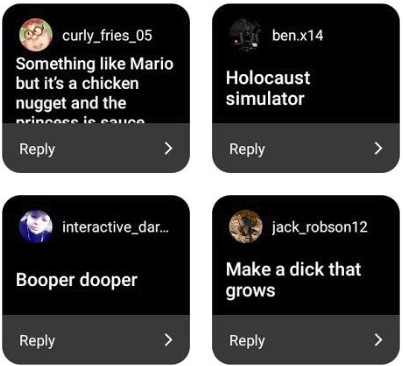 curly_fries_05
Something like Mario
but it's a chicken
nugget and the
princess is sauce
Reply
ben.x14
Holocaust
simulator
Reply
interactive_dar...
Booper dooper
Reply
jack_robson12
Make a dick that
grows
Reply